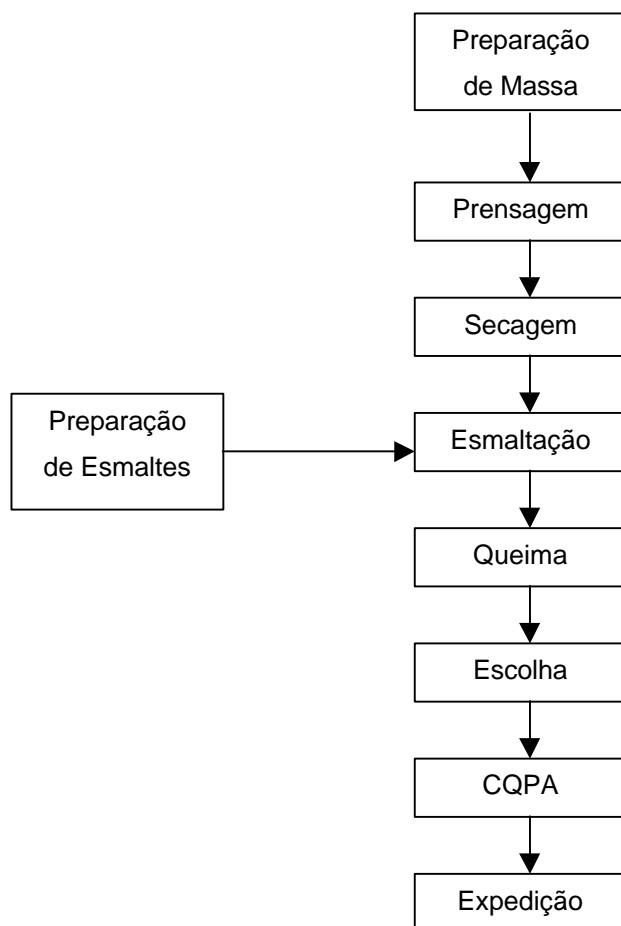 Preparação
de Massa
Prensagem
Secagem
Preparação
de Esmaltes
Esmaltação
Queima
Escolha
CQPA
Expedição